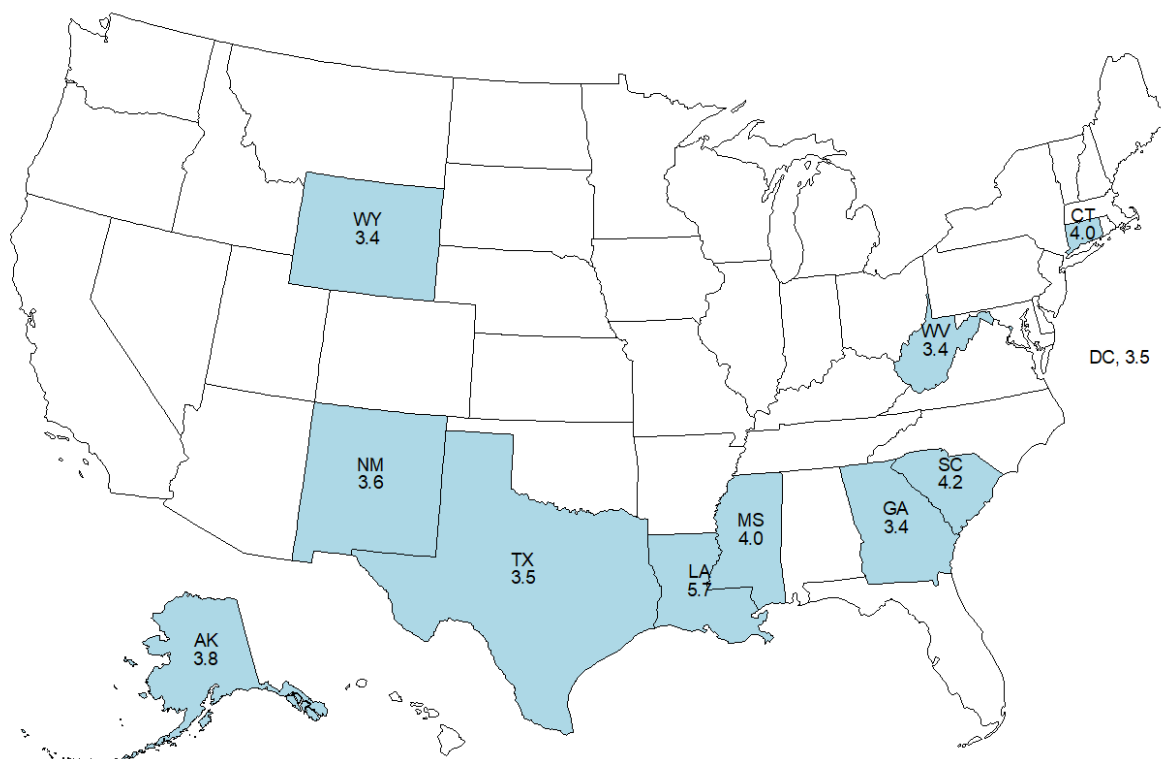 WY
3.4
CT
4.0
WV
3.4
DC, 3.5
NM
3.6
SC
4.2
GA
3.4
MS
4.0
TX
3.5
LA
5.7
AK
3.8